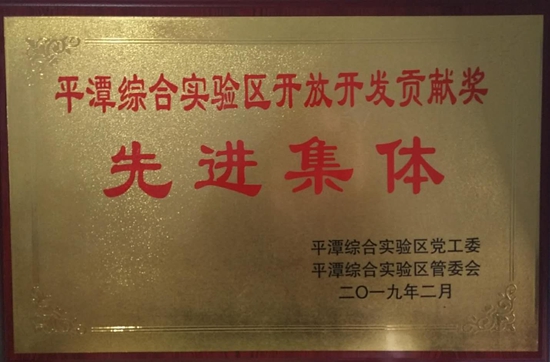 平潭综合实验区开放开发贡献奖
先进集体
平潭综合实验区党工委
平潭综合实验区管委会
二〇一九年二月